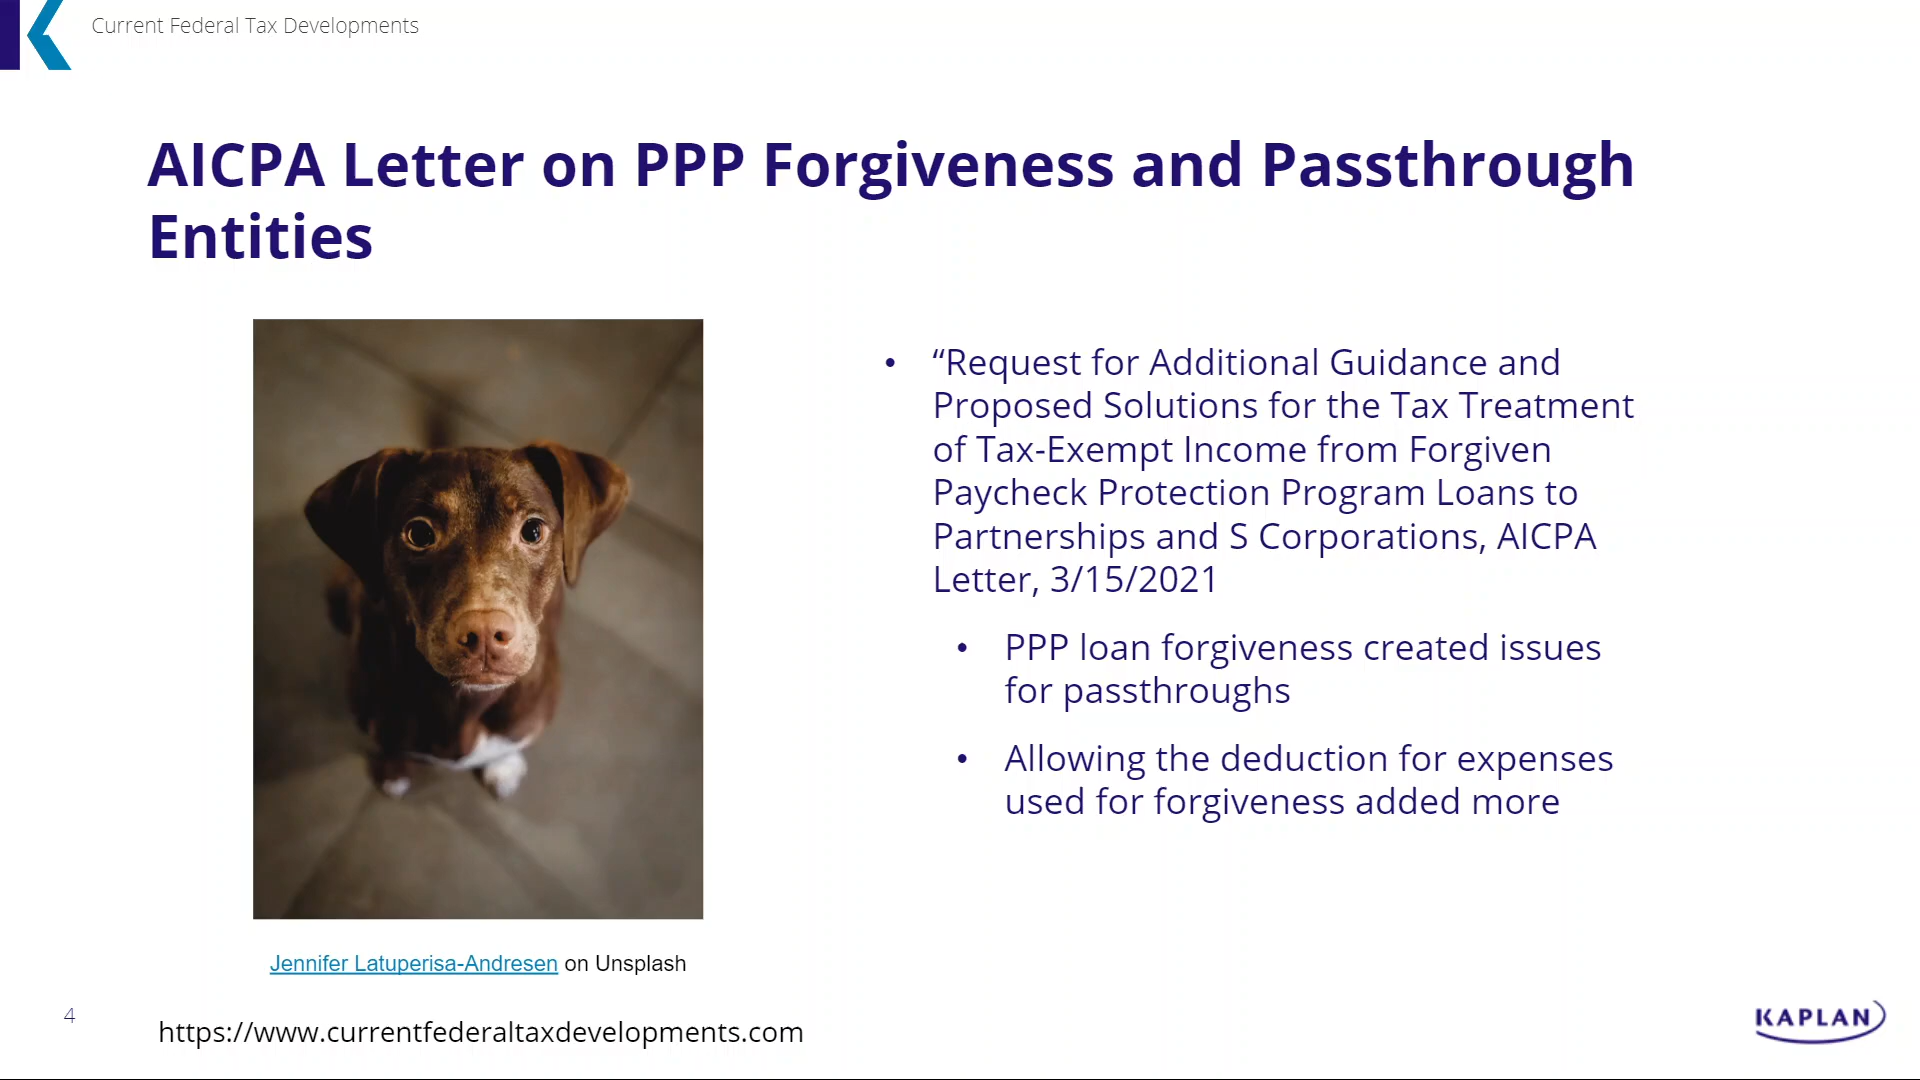 Current Federal Tax Developments
AICPA Letter on PPP Forgiveness and Passthrough
Entities
• “Request for Additional Guidance and
Proposed Solutions for the Tax Treatment
of Tax-Exempt Income from Forgiven
Paycheck Protection Program Loans to
Partnerships and S Corporations, AICPA
Letter, 3/15/2021
• PPP loan forgiveness created issues
for passthroughs
• Allowing the deduction for expenses
used for forgiveness added more
Jennifer Latuperisa-Andresen on Unsplash
4
https://www.currentfederaltaxdevelopments.com
KAPLAN